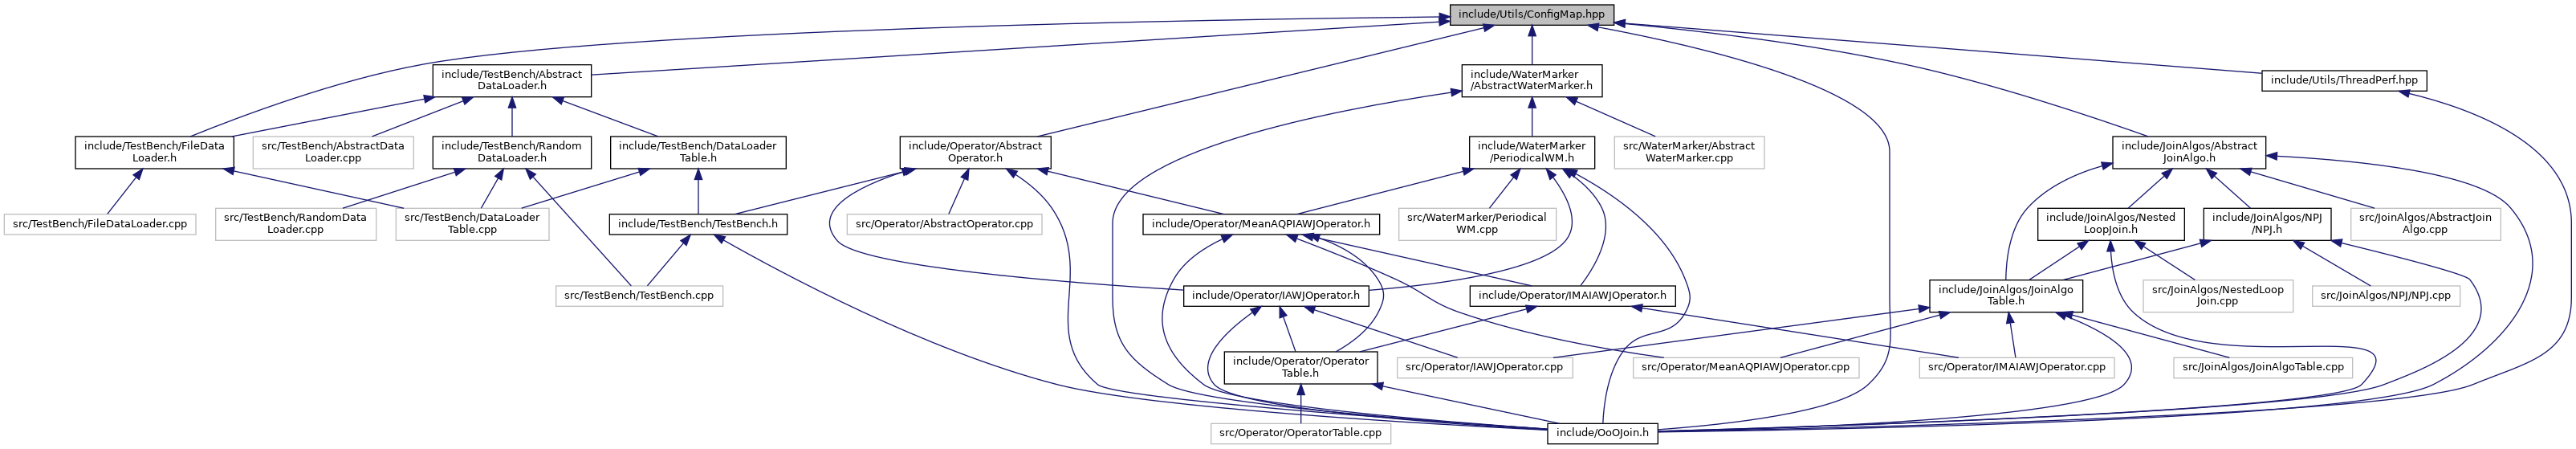 include/Utils/ConfigMap.hpp
include/TestBench/Abstract
DataLoader.h
include/WaterMarker
/AbstractWaterMarker.h
include/Utils/ThreadPerf.hpp
include/TestBench/FileData
Loader.h
src/TestBench/AbstractData
Loader.cpp
include/TestBench/Random
DataLoader.h
include/TestBench/DataLoader
Table.h
include/Operator/Abstract
Operator.h
include/WaterMarker
/PeriodicalWM.h
src/WaterMarker/Abstract
WaterMarker.cpp
include/JoinAlgos/Abstract
JoinAlgo.h
src/TestBench/FileDataLoader.cpp
src/TestBench/RandomData
Loader.cpp
src/TestBench/DataLoader
Table.cpp
include/TestBench/TestBench.h
src/Operator/AbstractOperator.cpp
include/Operator/MeanAQPIAWJOperator.h
src/WaterMarker/Periodical
WM.cpp
include/JoinAlgos/Nested
LoopJoin.h
include/JoinAlgos/NPJ
/NPJ.h
src/JoinAlgos/AbstractJoin
Algo.cpp
src/TestBench/TestBench.cpp
include/Operator/IAWJOperator.h
include/Operator/IMAIAWJOperator.h
include/JoinAlgos/JoinAlgo
Table.h
src/JoinAlgos/NestedLoop
Join.cpp
src/JoinAlgos/NPJ/NPJ.cpp
include/Operator/Operator
Table.h
src/Operator/IAWJOperator.cpp
src/Operator/MeanAQPIAWJOperator.cpp
src/Operator/IMAIAWJOperator.cpp
src/JoinAlgos/JoinAlgoTable.cpp
src/Operator/OperatorTable.cpp
include/OoOJoin.h